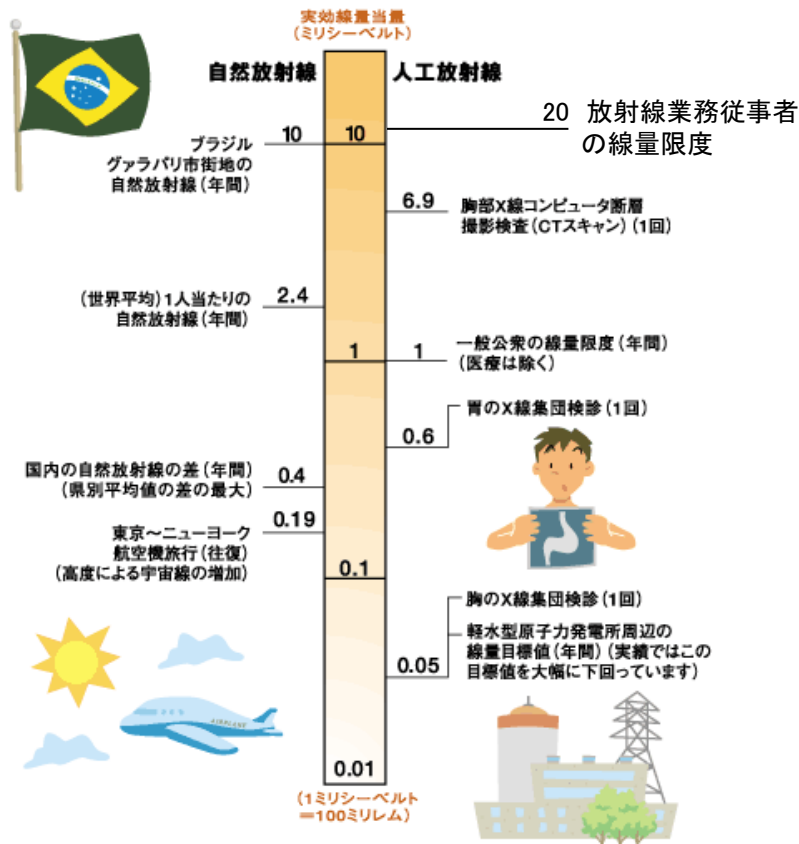 実効線量当量
(ミリシーベルト)
自然放射線
人工放射線
20 放射線業務従事者
の線量限度
10
10
ブラジル
グァラパリ市街地の
自然放射線(年間)
6.9
胸部X線コンピュータ断層
撮影検査(CTスキャン)(1回)
2.4
(世界平均)1人当たりの
自然放射線(年間)
1
1
一般公衆の線量限度(年間)
(医療は除く)
胃のX線集団検診(1回)
0.6
国内の自然放射線の差(年間)
(県別平均値の差の最大)
0.4
0.19
東京〜ニューヨーク
航空機旅行(往復)
(高度による宇宙線の増加)
0.1
胸のX線集団検診(1回)
軽水型原子力発電所周辺の
線量目標値(年間)(実績ではこの
目標値を大幅に下回っています)
0.05
AIRPLANE
0.01
(1ミリシーベルト
=100ミリレム)